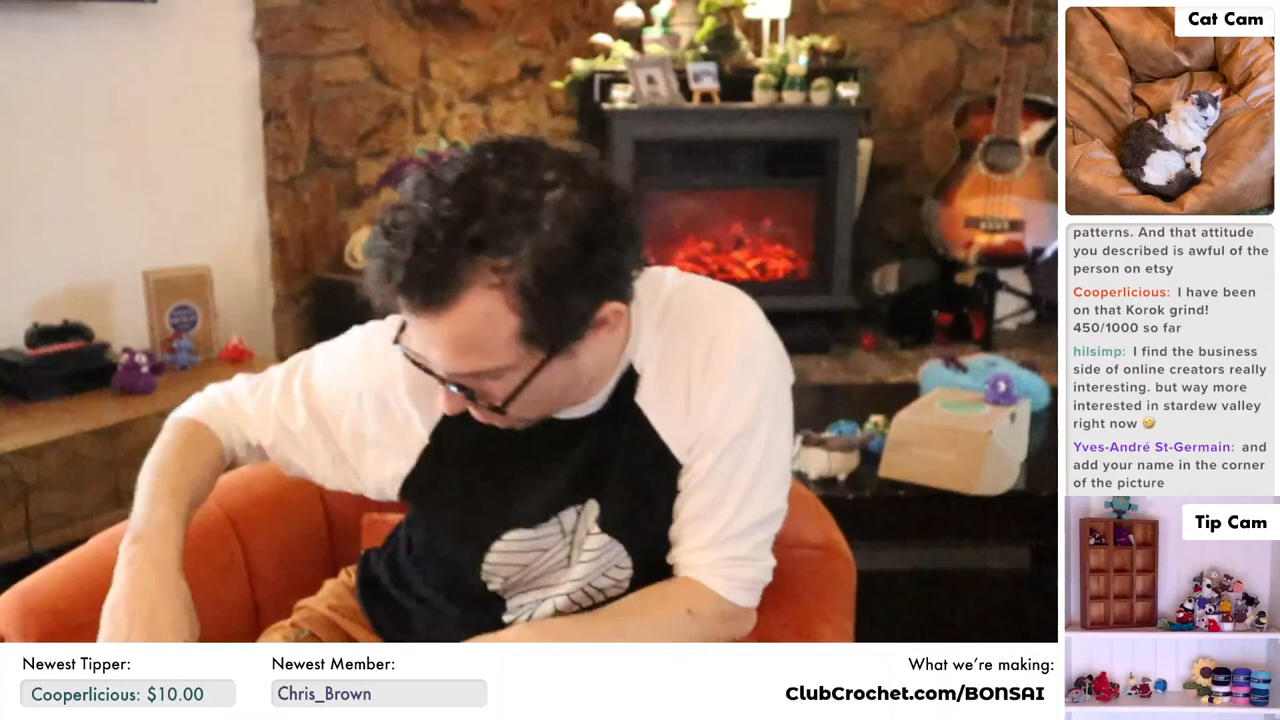 Cat Cam
patterns. And that attitude
you described is awful of the
person on etsy
Cooperlicious: I have been
on that Korok grind!
450/1000 so far
hilsimp: I find the business
side of online creators really
interesting. but way more
interested in stardew valley
right now 🤣
Yves-André St-Germain: and
add your name in the corner
of the picture
Tip Cam
Newest Tipper:
Cooperlicious: $10.00
Newest Member:
Chris_Brown
What we're making:
ClubCrochet.com/BONSAI